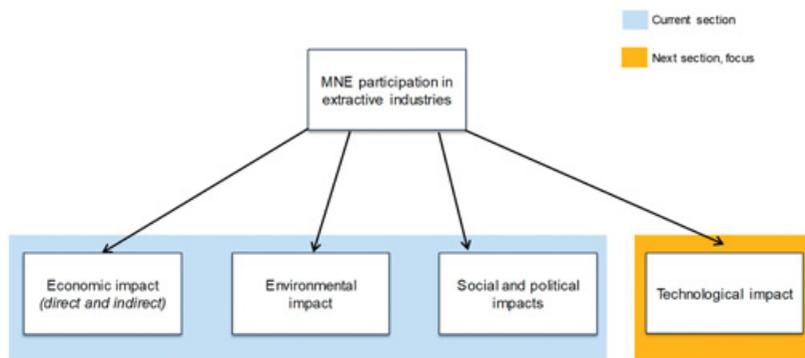 Current section
Next section, focus
MNE participation in
extractive industries
Economic impact
(direct and indirect)
Environmental
impact
Social and political
impacts
Technological impact